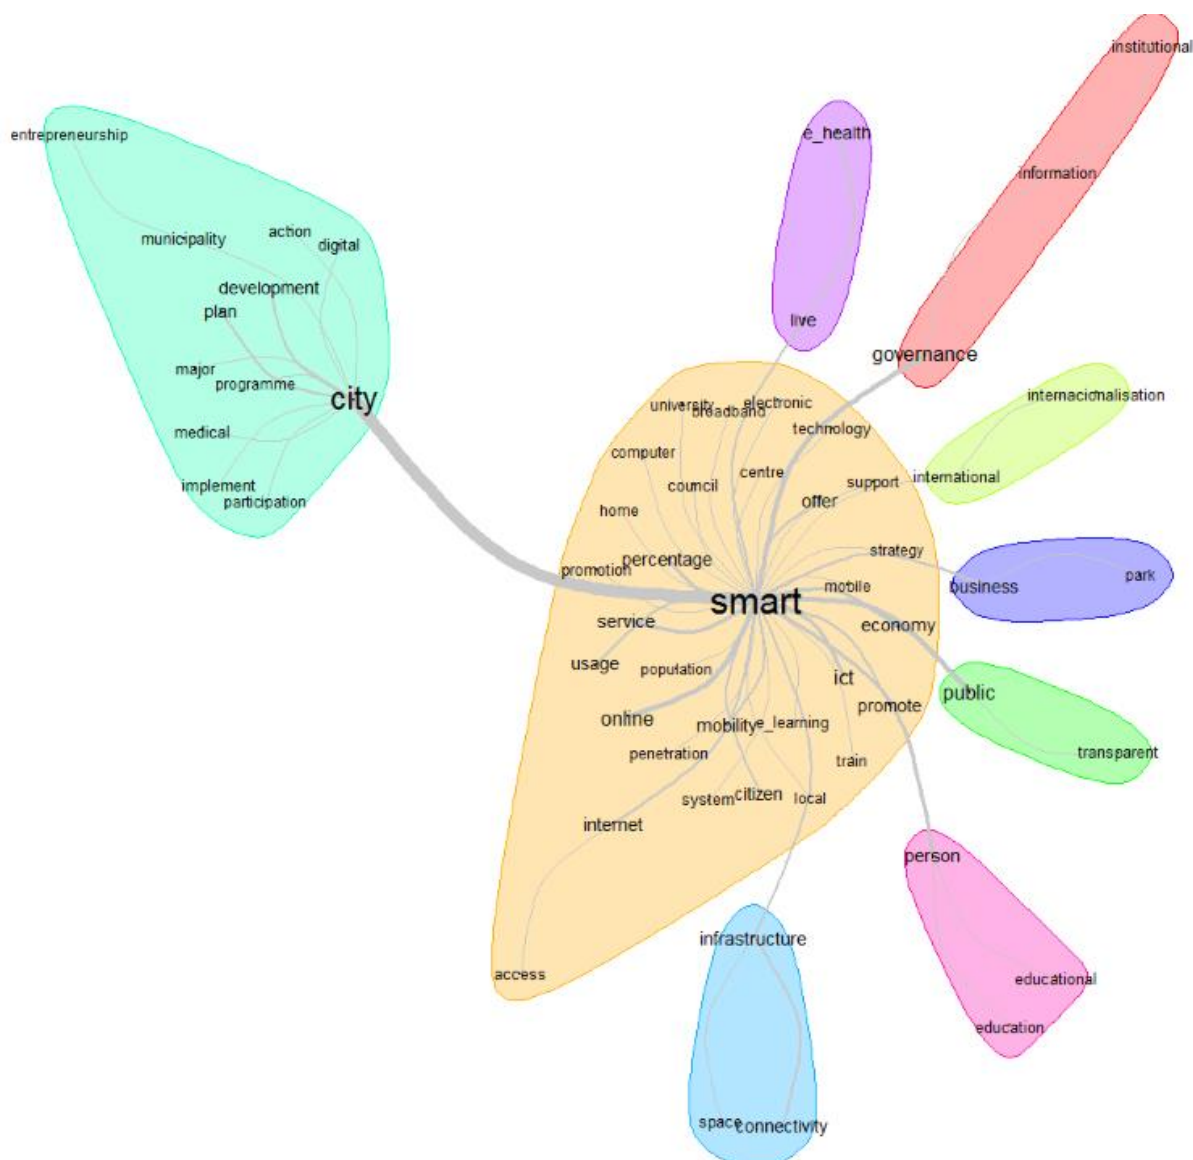 institutional
entrepreneurship
e_health
information
action
municipality
digital
development
plan
live
governance
major
programme
city
internacionalisation
university
broadband
electronic
technology
medical
computer
centre
international
council
support
implement
participation
offer
home
strategy
percentage
promotion
park
mobile
business
smart
service
economy
usage
population
ict
public
promote
online
mobility
e_learning
penetration
transparent
train
system
citizen
local
internet
person
infrastructure
access
educational
education
space
connectivity